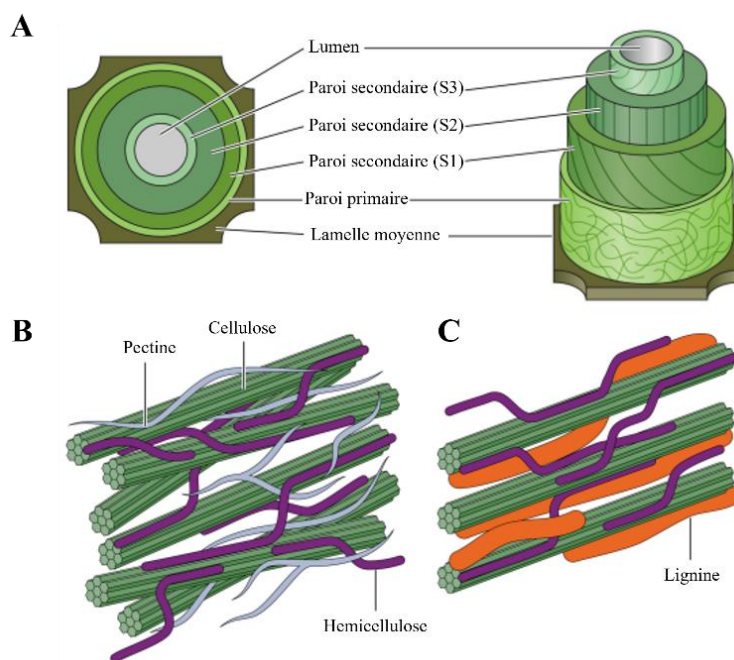 A
Lumen
Paroi secondaire (S3)
Paroi secondaire (S2)
Paroi secondaire (S1)
Paroi primaire
Lamelle moyenne
B
Cellulose
Pectine
Hemicellulose
C
Lignine